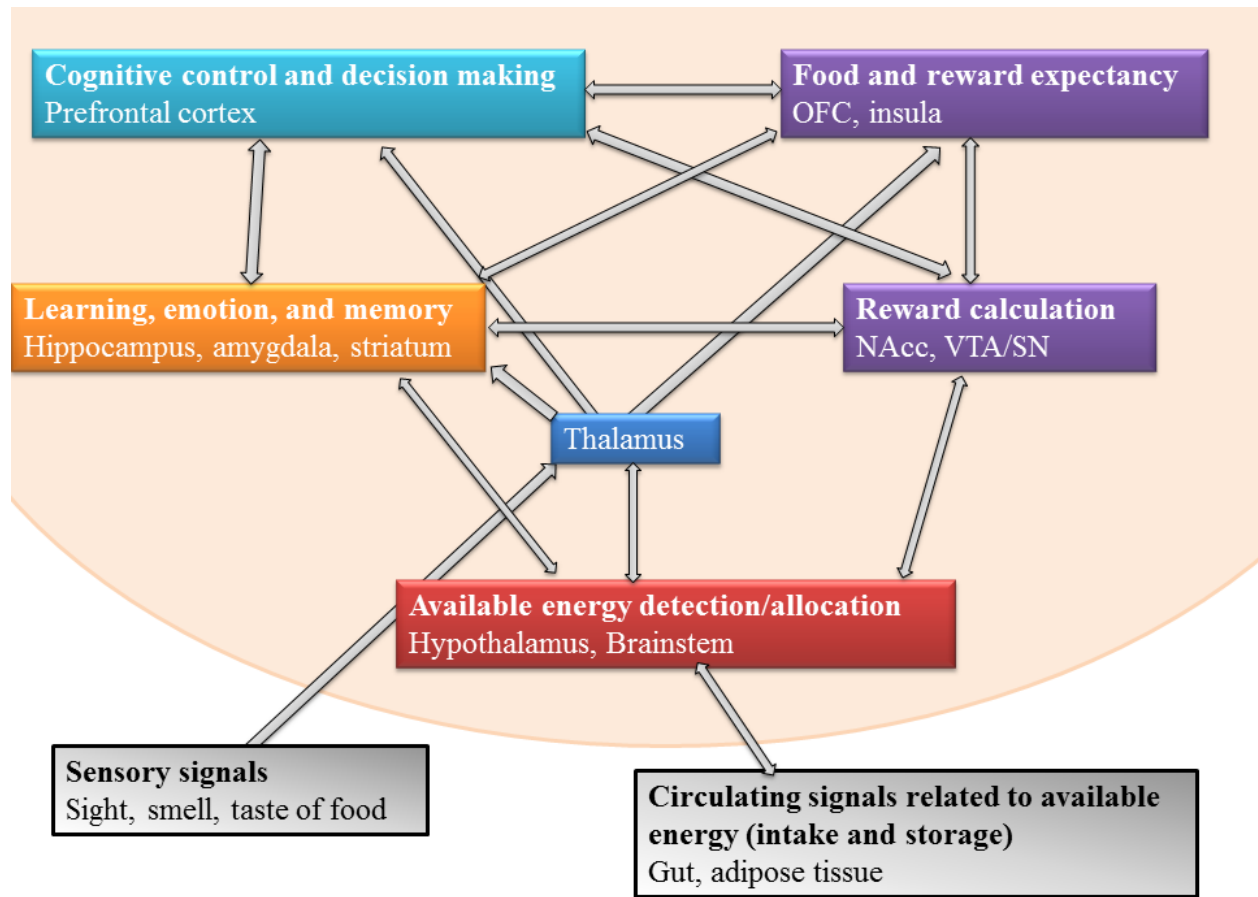 Cognitive control and decision making
Prefrontal cortex
Food and reward expectancy
OFC, insula
Learning, emotion, and memory
Hippocampus, amygdala, striatum
Reward calculation
NAcc, VTA/SN
Thalamus
Available energy detection/allocation
Hypothalamus, Brainstem
Sensory signals
Sight, smell, taste of food
Circulating signals related to available
energy (intake and storage)
Gut, adipose tissue